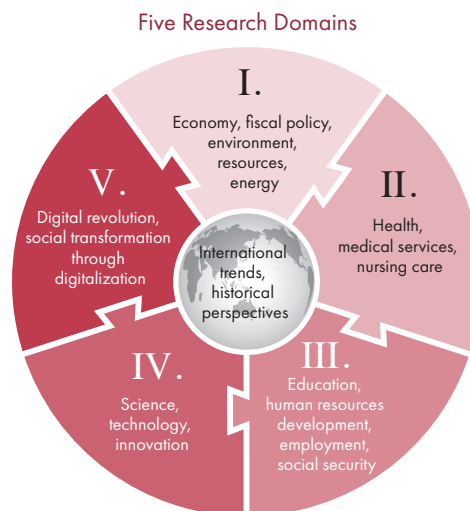 Five Research Domains
I.
Economy, fiscal policy,
environment,
resources,
energy
II.
Health,
medical services,
nursing care
III.
Education,
human resources
development,
employment,
social security
IV.
Science,
technology,
innovation
V.
Digital revolution,
social transformation
through
digitalization
International
trends,
historical
perspectives